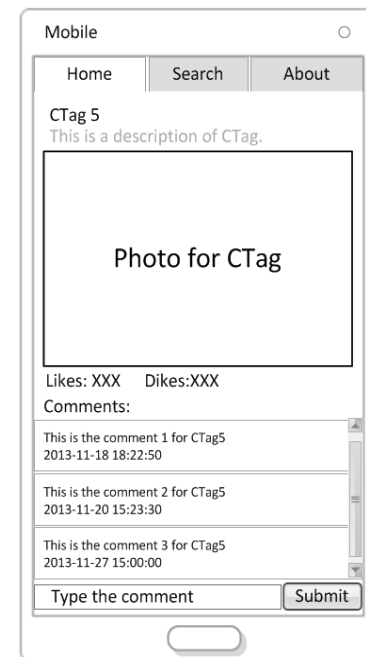 Mobile
Home Search About
CTag 5
This is a description of CTag.
Photo for CTag
Likes: XXX Dikes:XXX
Comments:
This is the comment 1 for CTag5
2013-11-18 18:22:50
This is the comment 2 for CTag5
2013-11-20 15:23:30
This is the comment 3 for CTag5
2013-11-27 15:00:00
Type the comment Submit